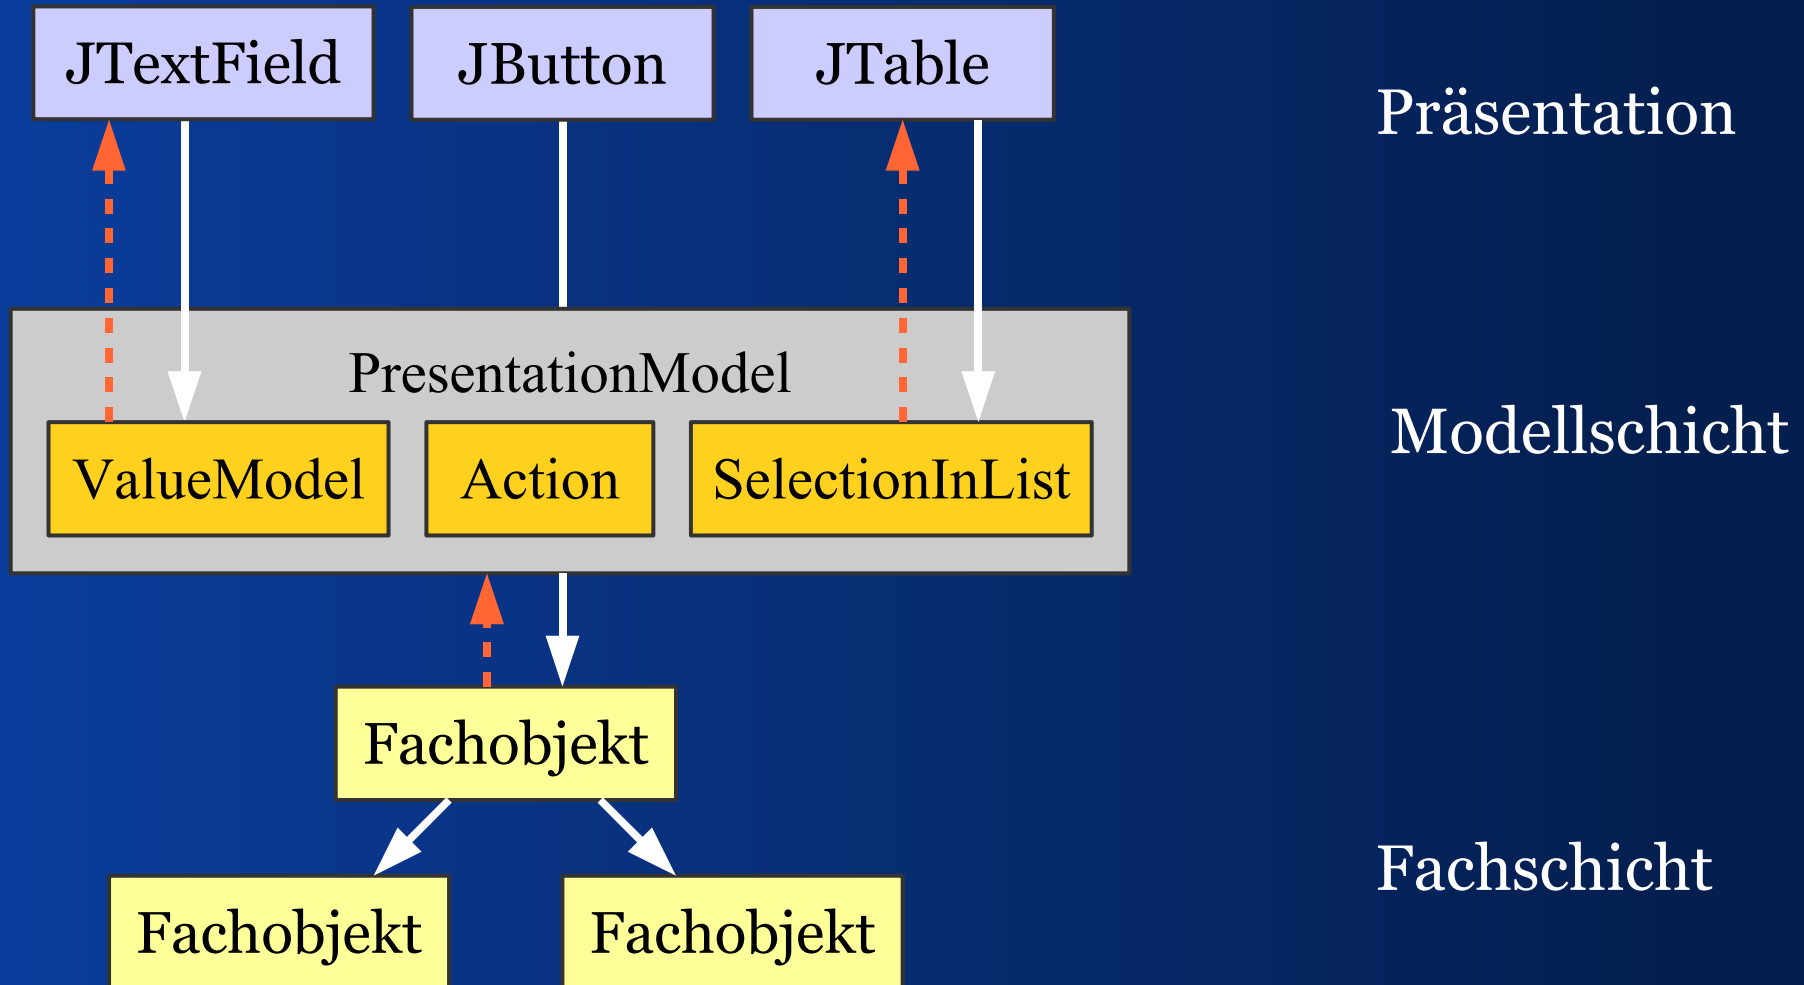 JTextField
JButton
JTable
Präsentation
PresentationModel
Modellschicht
ValueModel
Action
SelectionInList
Fachobjekt
Fachschicht
Fachobjekt
Fachobjekt